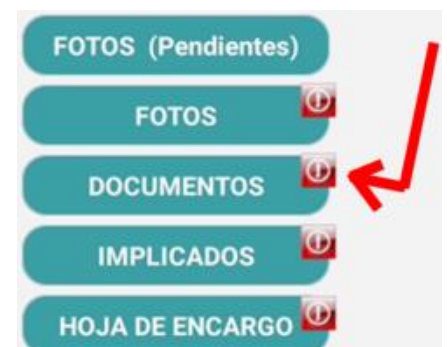 FOTOS (Pendientes)
FOTOS
DOCUMENTOS
IMPLICADOS
HOJA DE ENCARGO